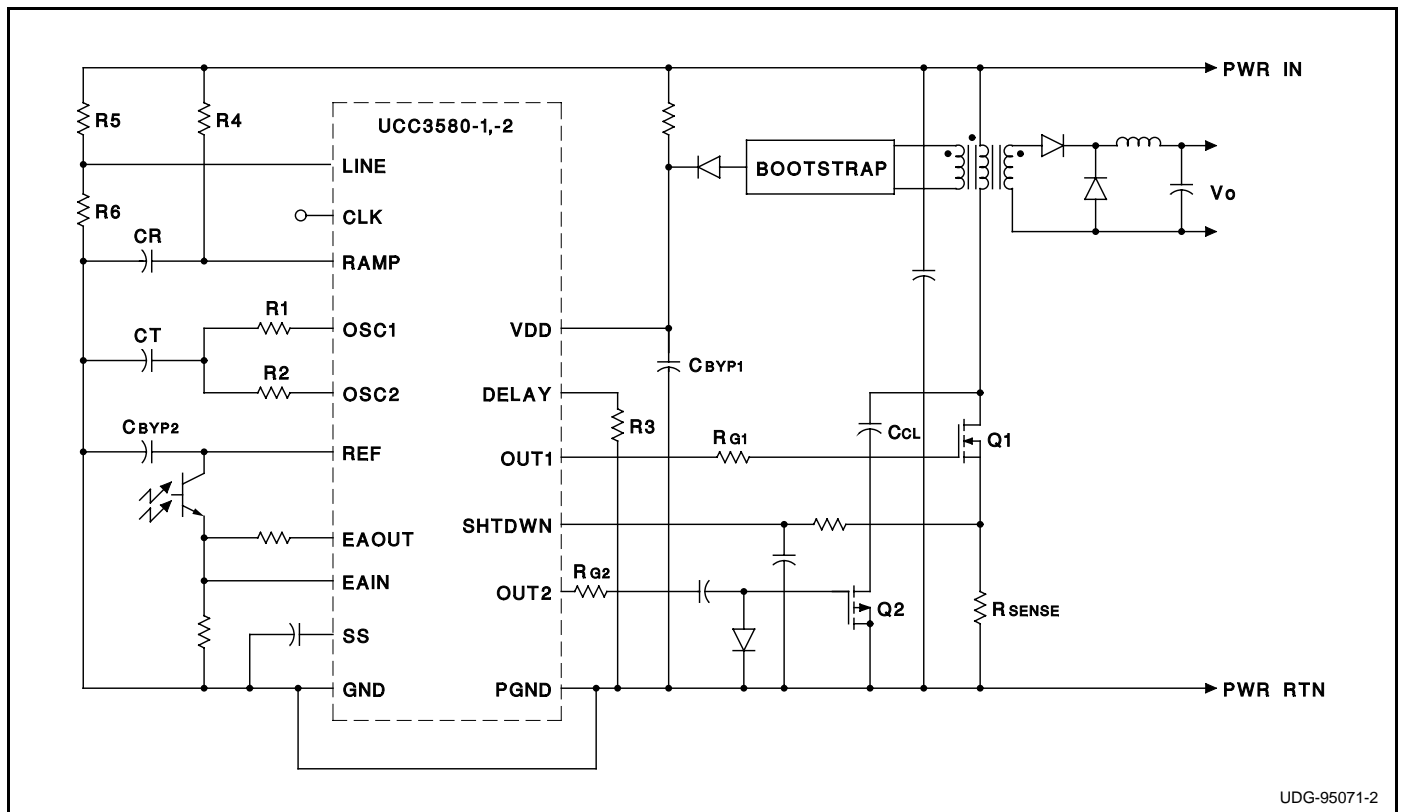 PWR IN
R5
R4
UCC3580-1,-2
LINE
BOOTSTRAP
R6
CLK
Vo
CR
RAMP
R1
OSC1
VDD
CT
CBYP1
R2
OSC2
DELAY
R3
CCL
Q1
CBYP2
REF
OUT1
RG1
SHTDWN
EAOUT
EAIN
OUT2
RG2
Q2
RSENSE
SS
GND
PGND
PWR RTN
UDG-95071-2